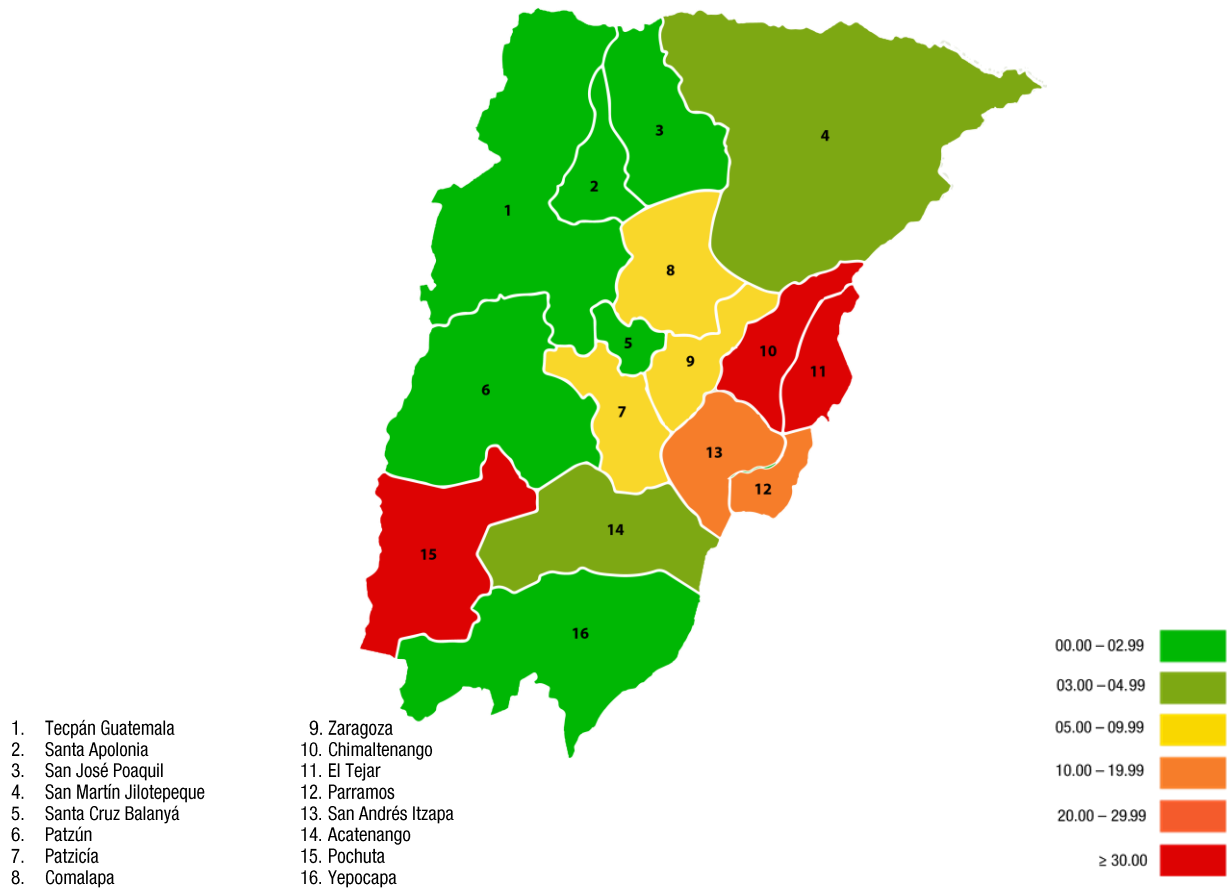 3
4
2
1
8
5
10
9
11
6
7
13
12
14
15
16
00.00 – 02.99
03.00 – 04.99
05.00 – 09.99
10.00 – 19.99
20.00 – 29.99
≥ 30.00
1. Tecpán Guatemala
2. Santa Apolonia
3. San José Poaquil
4. San Martín Jilotepeque
5. Santa Cruz Balanyá
6. Patzún
7. Patzicía
8. Comalapa
9. Zaragoza
10. Chimaltenango
11. El Tejar
12. Parramos
13. San Andrés Itzapa
14. Acatenango
15. Pochuta
16. Yepocapa